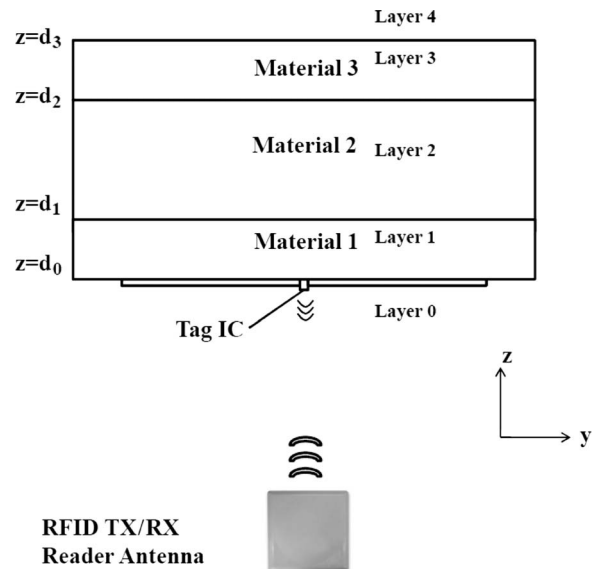 Layer 4
z=d3
Material 3 Layer 3
z=d2
Material 2 Layer 2
z=d1
Material 1 Layer 1
z=d0
Tag IC
Layer 0
z
y
RFID TX/RX
Reader Antenna